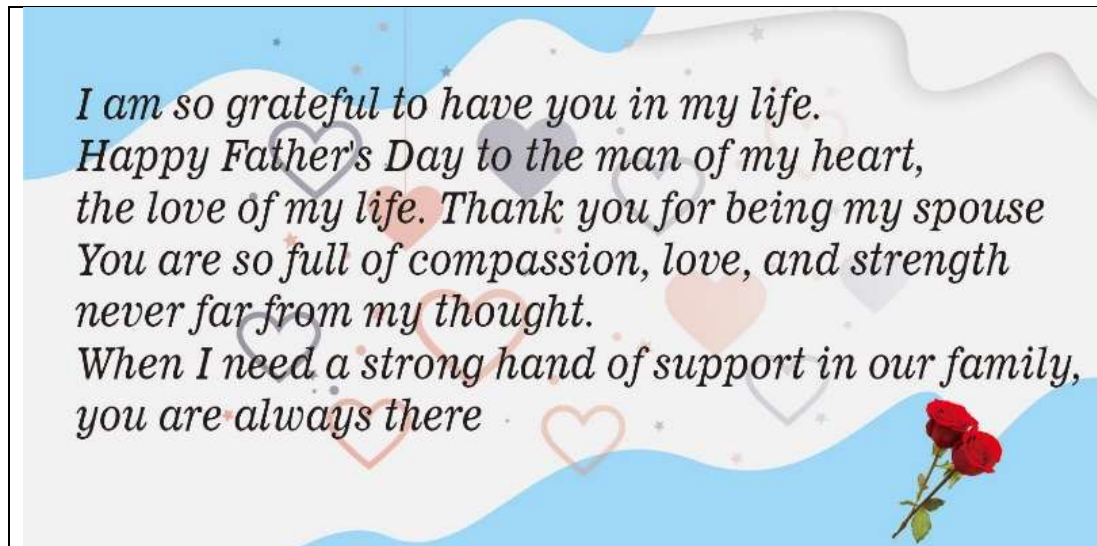 I am so grateful to have you in my life.
Happy Father's Day to the man of my heart,
the love of my life. Thank you for being my spouse
You are so full of compassion, love, and strength
never far from my thought.
When I need a strong hand of support in our family,
you are always there